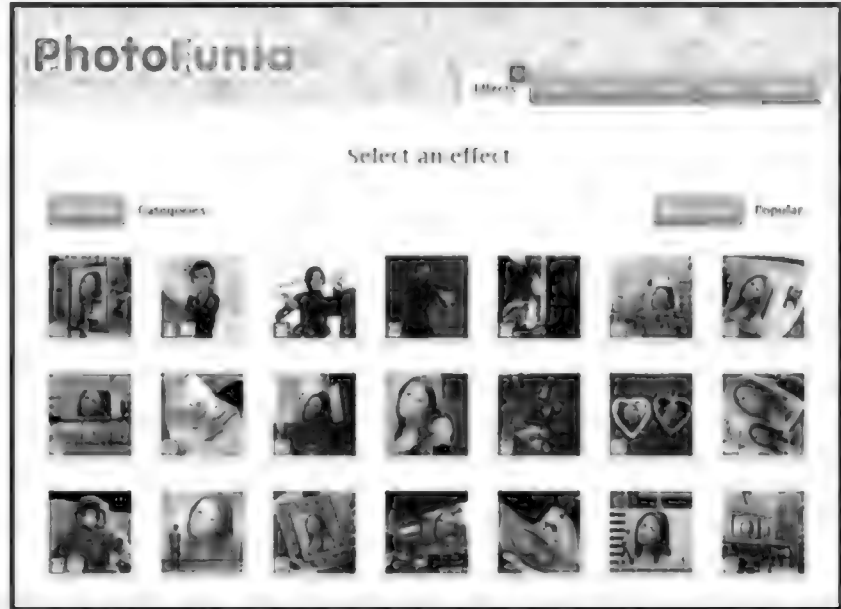 PhotoFunia
Effects
Select an effect
Categories
Popular